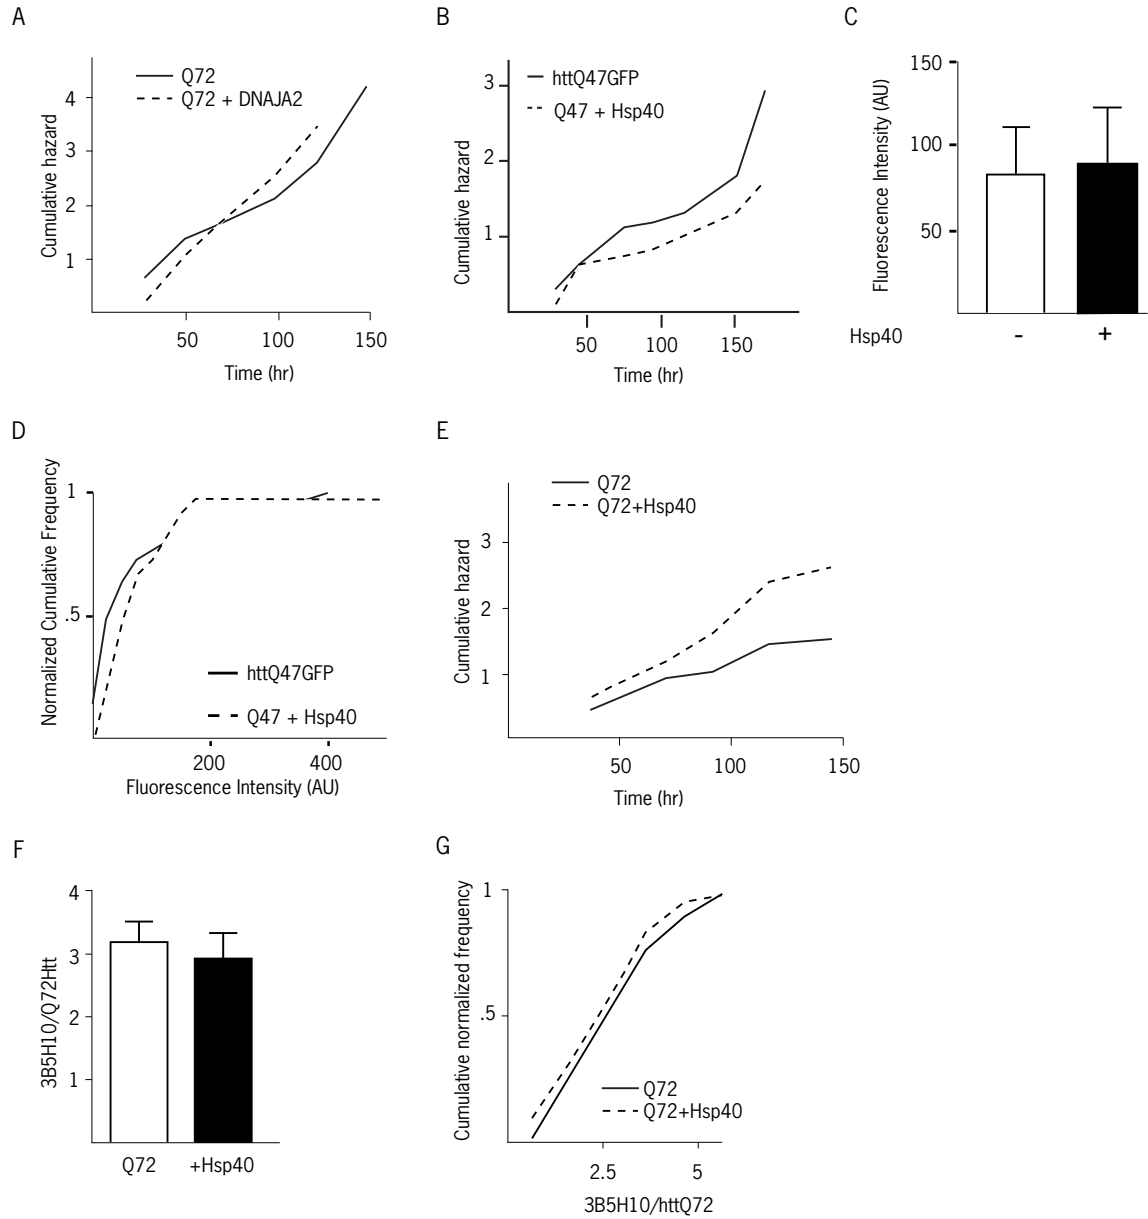 A
Q72
Q72 + DNAJA2
Cumulative hazard
4
3
2
1
50
100
150
Time (hr)
B
httQ47GFP
Q47 + Hsp40
Cumulative hazard
3
2
1
50
100
150
Time (hr)
C
Fluorescence Intensity (AU)
150
100
50
Hsp40
-
+
D
Normalized Cumulative Frequency
1
.5
httQ47GFP
Q47 + Hsp40
200
400
Fluorescence Intensity (AU)
E
Q72
Q72+Hsp40
Cumulative hazard
3
2
1
50
100
150
Time (hr)
F
3B5H10/Q72Htt
4
3
2
1
Q72
+Hsp40
G
Cumulative normalized frequency
1
.5
Q72
Q72+Hsp40
2.5
5
3B5H10/httQ72